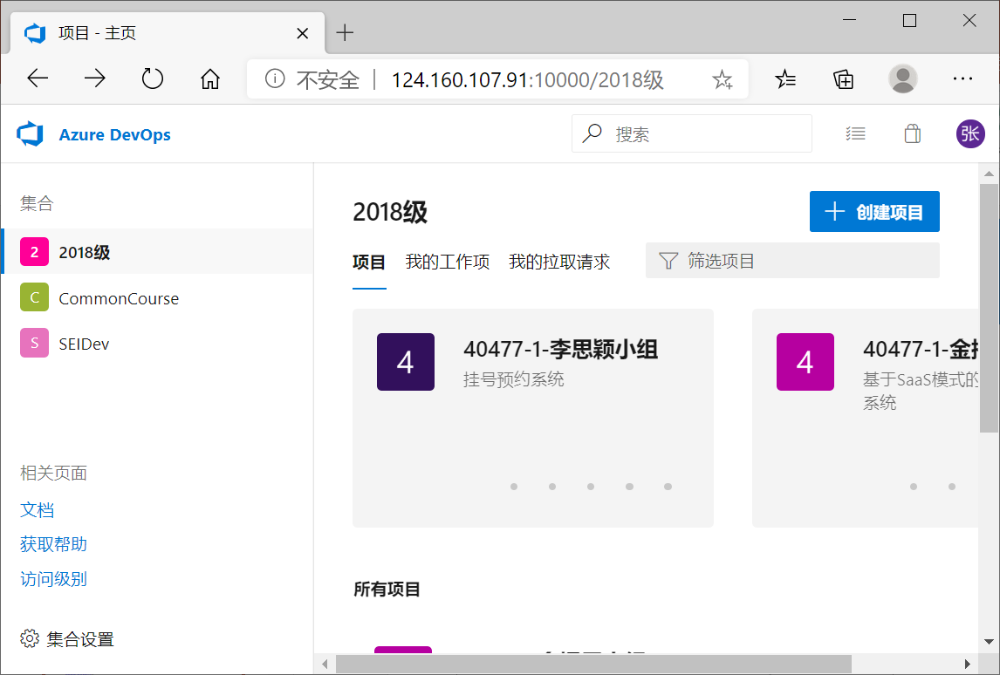 项目 - 主页
不安全 124.160.107.91:10000/2018级
Azure DevOps
搜索
张
集合
2 2018级
C CommonCourse
S SEIDev
相关页面
文档
获取帮助
访问级别
集合设置
2018级
创建项目
项目 我的工作项 我的拉取请求
筛选项目
4
40477-1-李思颖小组
挂号预约系统
4
40477-1-金
基于SaaS模式的
系统
所有项目